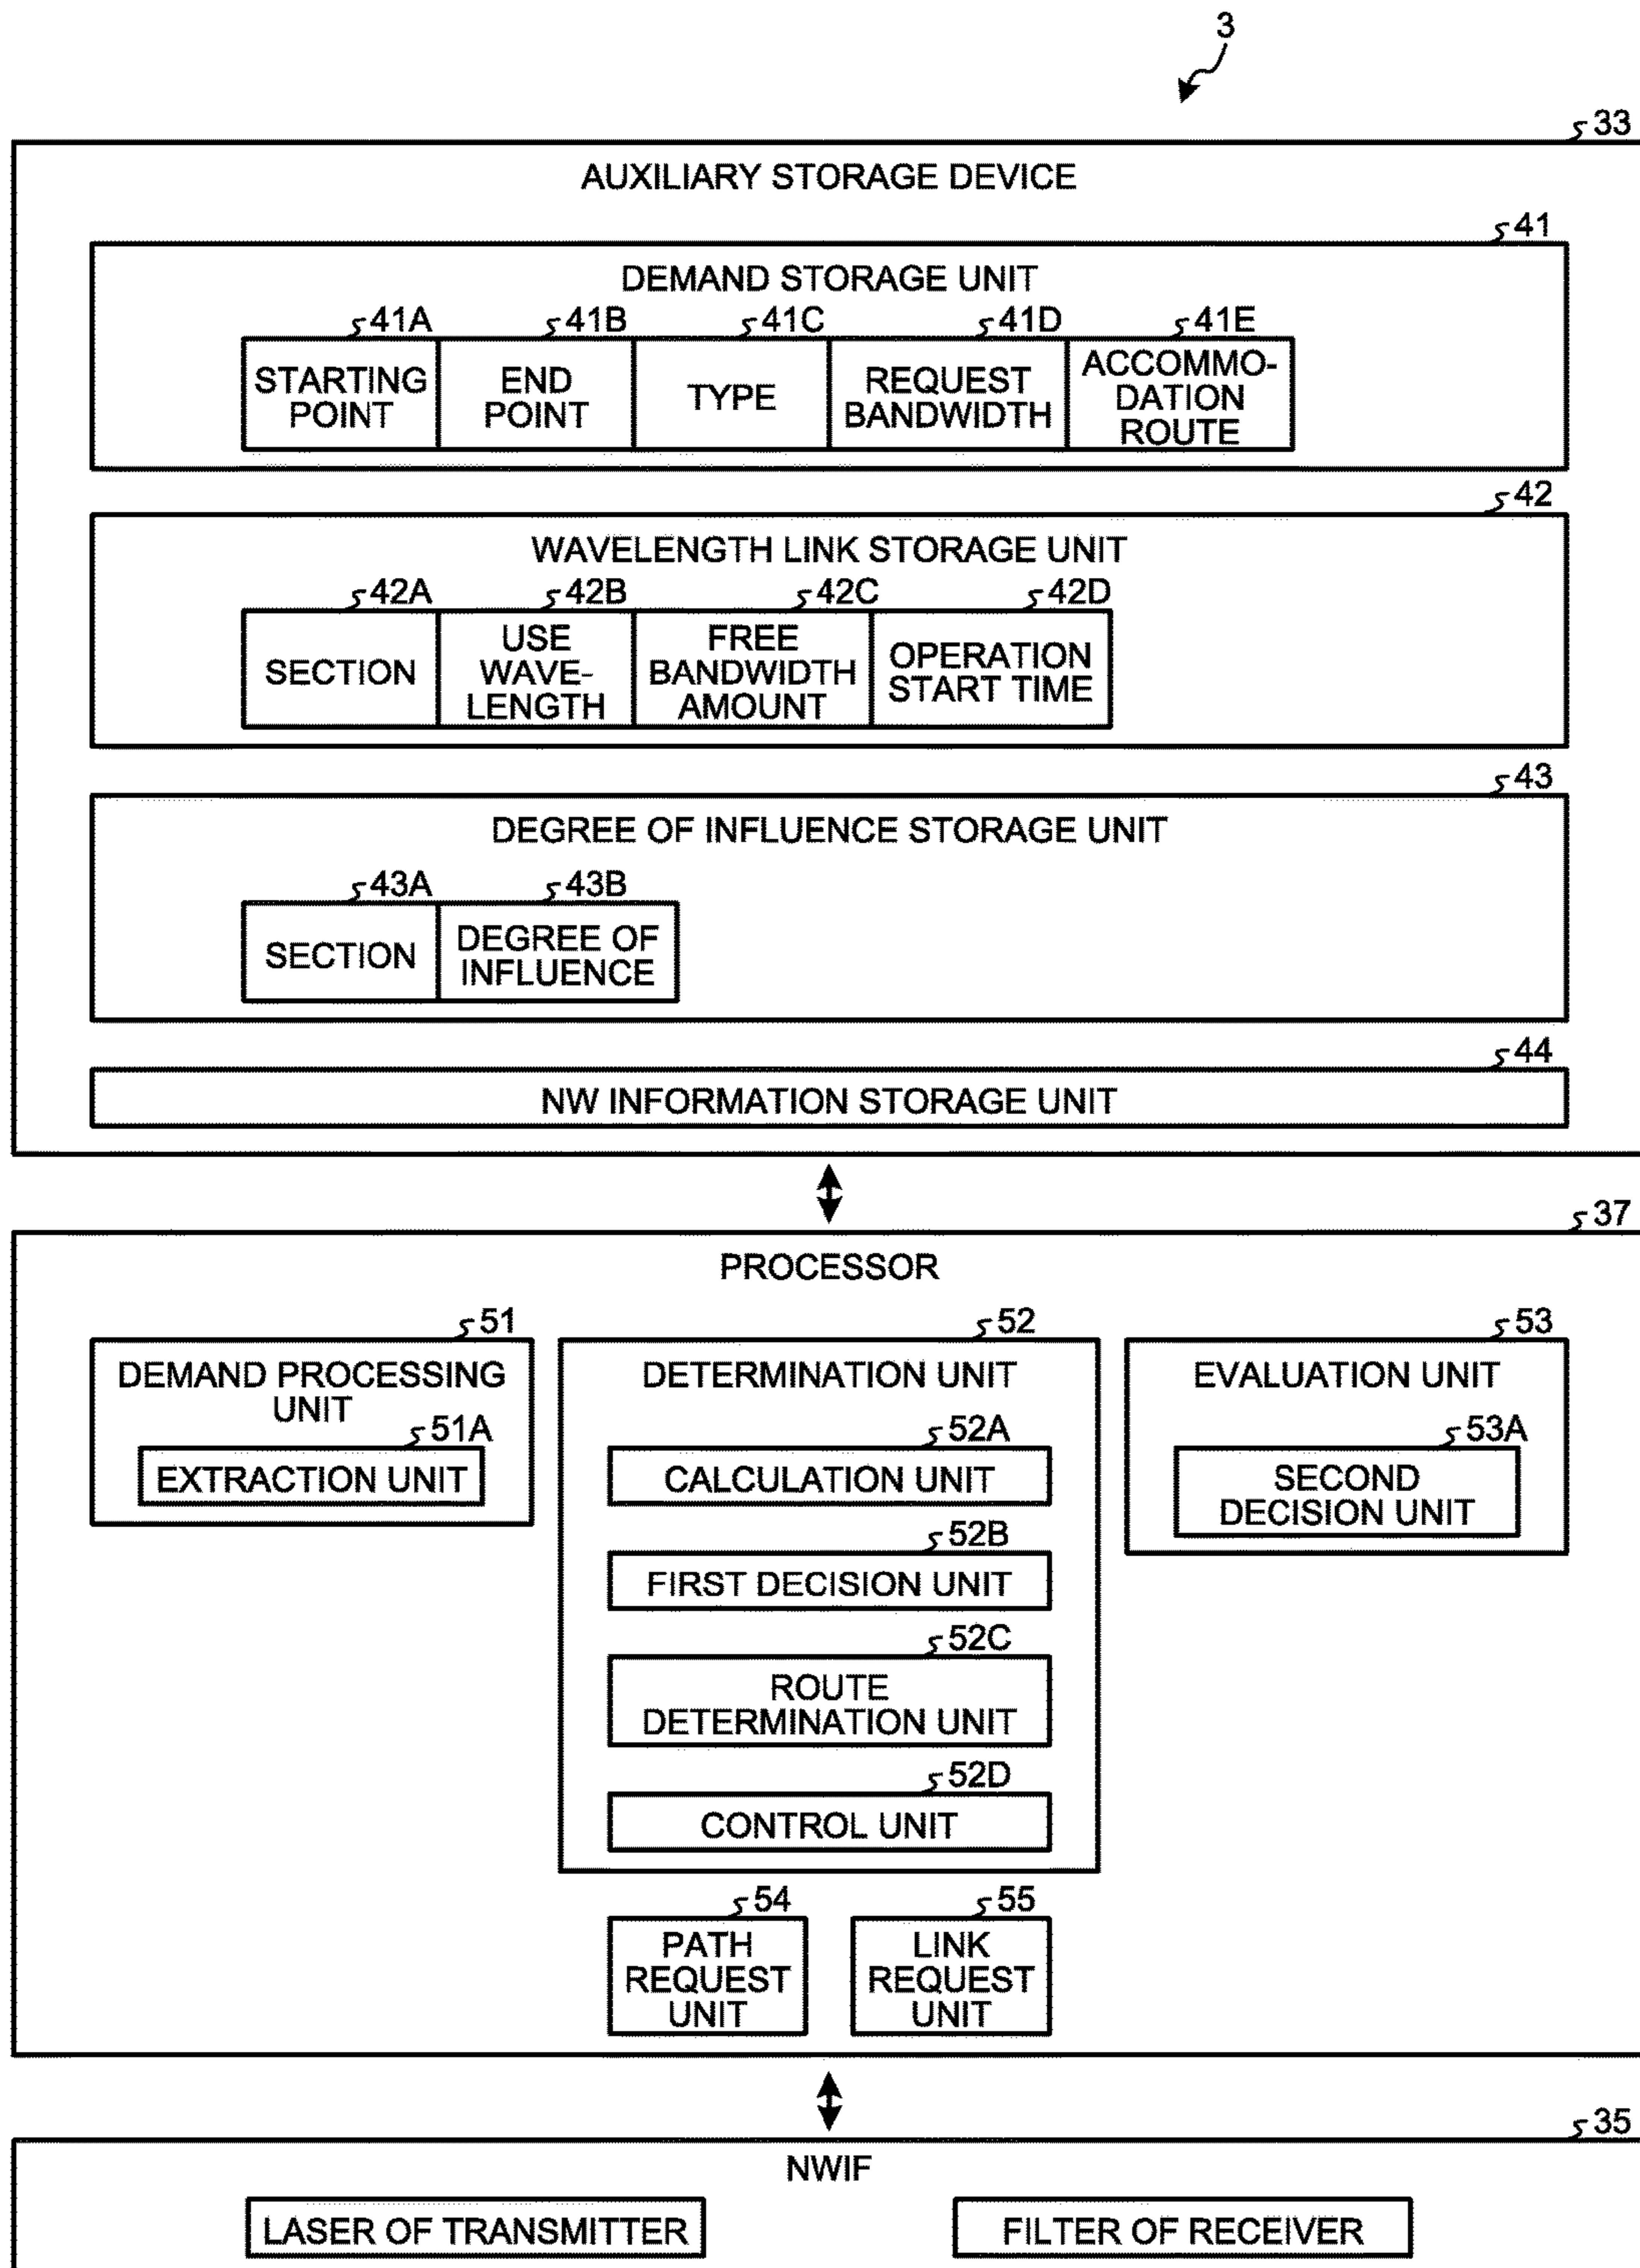 3
33
AUXILIARY STORAGE DEVICE
41
DEMAND STORAGE UNIT
41A 41B 41C 41D 41E
STARTING
POINT
END
POINT
TYPE
REQUEST
BANDWIDTH
ACCOMMO-
DATION
ROUTE
42
WAVELENGTH LINK STORAGE UNIT
42A 42B 42C 42D
SECTION
USE
WAVE-
LENGTH
FREE
BANDWIDTH
AMOUNT
OPERATION
START TIME
43
DEGREE OF INFLUENCE STORAGE UNIT
43A 43B
SECTION
DEGREE OF
INFLUENCE
44
NW INFORMATION STORAGE UNIT
37
PROCESSOR
51
DEMAND PROCESSING
UNIT
51A
EXTRACTION UNIT
52
DETERMINATION UNIT
52A
CALCULATION UNIT
52B
FIRST DECISION UNIT
52C
ROUTE
DETERMINATION UNIT
52D
CONTROL UNIT
53
EVALUATION UNIT
53A
SECOND
DECISION UNIT
54
PATH
REQUEST
UNIT
55
LINK
REQUEST
UNIT
35
NWIF
LASER OF TRANSMITTER
FILTER OF RECEIVER